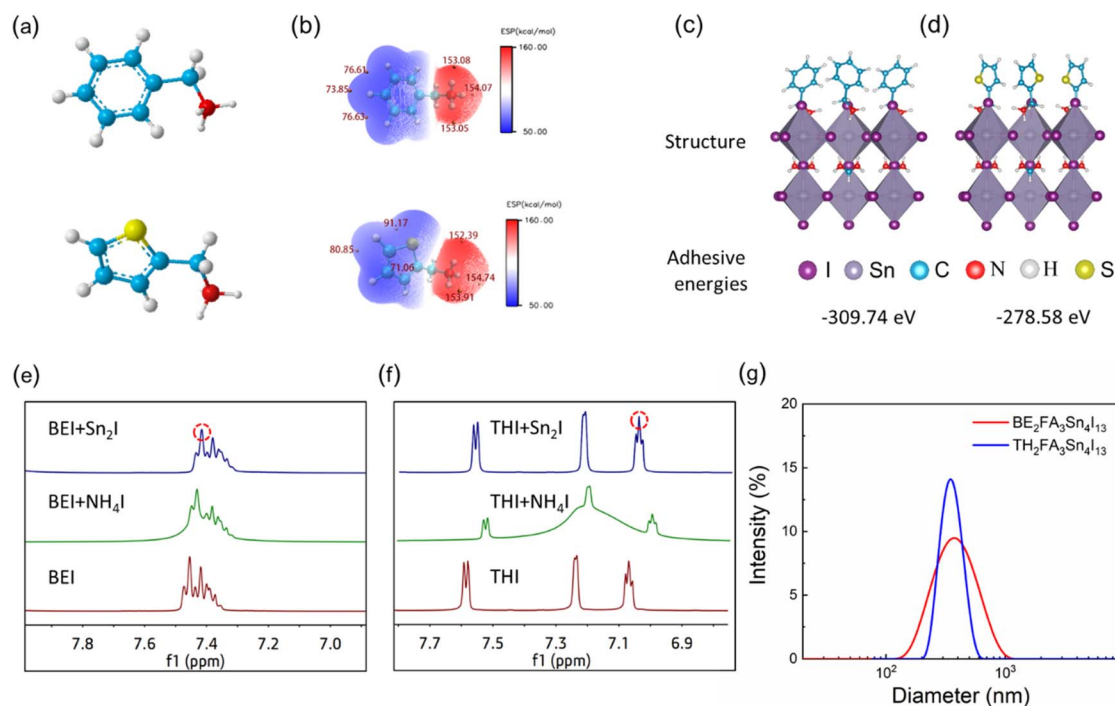 (a)
(b)
(c)
(d)
ESP(kcal/mol)
160.00
50.00
76.61
73.85
76.63
153.08
154.07
153.05
ESP(kcal/mol)
160.00
50.00
91.17
80.85
71.06
152.39
154.74
153.91
Structure
Adhesive
energies
I Sn C N H S
-309.74 eV
-278.58 eV
(e)
BEI+Sn2I
BEI+NH4I
BEI
7.8 7.6 7.4 7.2 7.0
f1 (ppm)
(f)
THI+Sn2I
THI+NH4I
THI
7.7 7.5 7.3 7.1 6.9
f1 (ppm)
(g)
BE2FA3Sn4I13
TH2FA3Sn4I13
Intensity (%)
20
15
10
5
0
10² 10³
Diameter (nm)